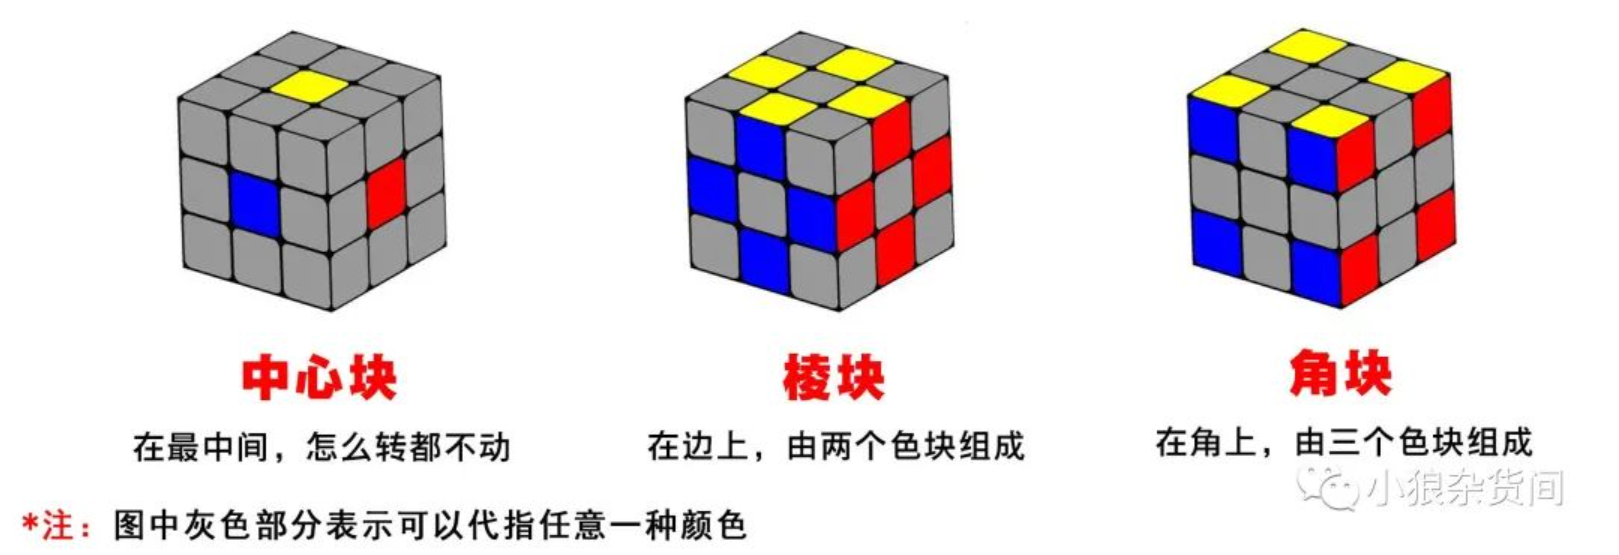 中心块
棱块
角块
在最中间，怎么转都不动
在边上，由两个色块组成
在角上，由三个色块组成
小狼杂货间
*注：图中灰色部分表示可以代指任意一种颜色